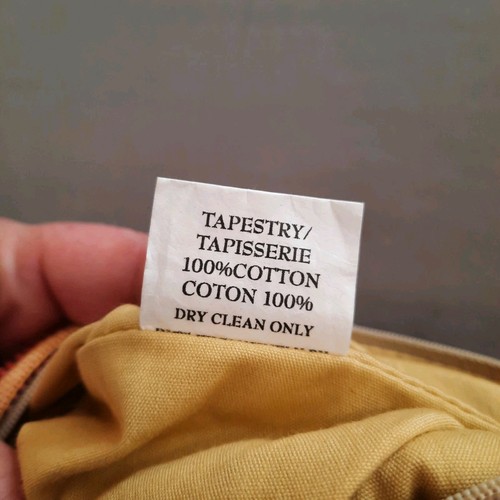 TAPESTRY/
TAPISSERIE
100%COTTON
COTON 100%
DRY CLEAN ONLY